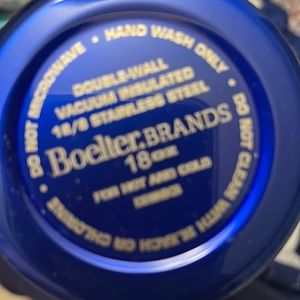 DO NOT MICROWAVE • HAND WASH ONLY • DO NOT CLEAN WITH BLEACH OR CHLORINE •
DOUBLE-WALL
VACUUM INSULATED
18/8 STAINLESS STEEL
Boelter.BRANDS
18 OZ
FOR HOT AND COLD